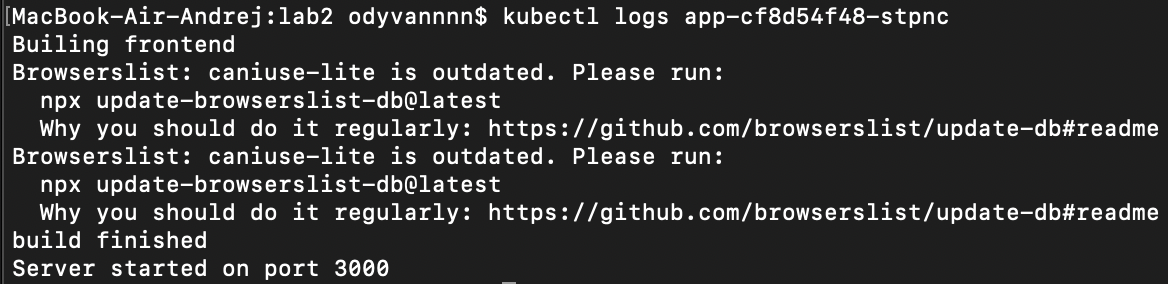 [MacBook-Air-Andrej:lab2 odyvannnn$ kubectl logs app-cf8d54f48-stpnc
Builing frontend
Browserslist: caniuse-lite is outdated. Please run:
  npx update-browserslist-db@latest
  Why you should do it regularly: https://github.com/browserslist/update-db#readme
Browserslist: caniuse-lite is outdated. Please run:
  npx update-browserslist-db@latest
  Why you should do it regularly: https://github.com/browserslist/update-db#readme
build finished
Server started on port 3000